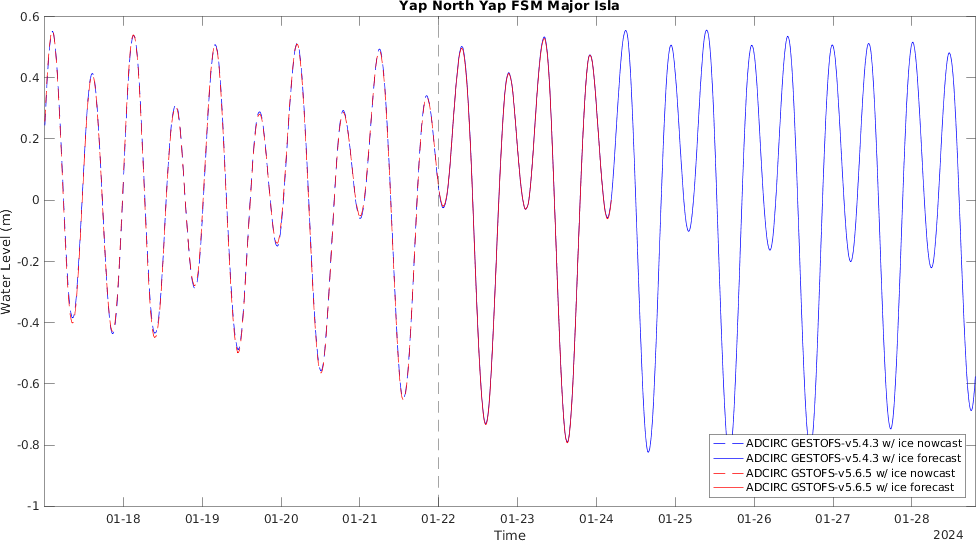 Yap North Yap FSM Major Isla
Water Level (m)
0.6
0.4
0.2
0
-0.2
-0.4
-0.6
-0.8
-1
ADCIRC GESTOFS-v5.4.3 w/ ice nowcast
ADCIRC GESTOFS-v5.4.3 w/ ice forecast
ADCIRC GSTOFS-v5.6.5 w/ ice nowcast
ADCIRC GSTOFS-v5.6.5 w/ ice forecast
01-18 01-19 01-20 01-21 01-22 01-23 01-24 01-25 01-26 01-27 01-28
Time
2024